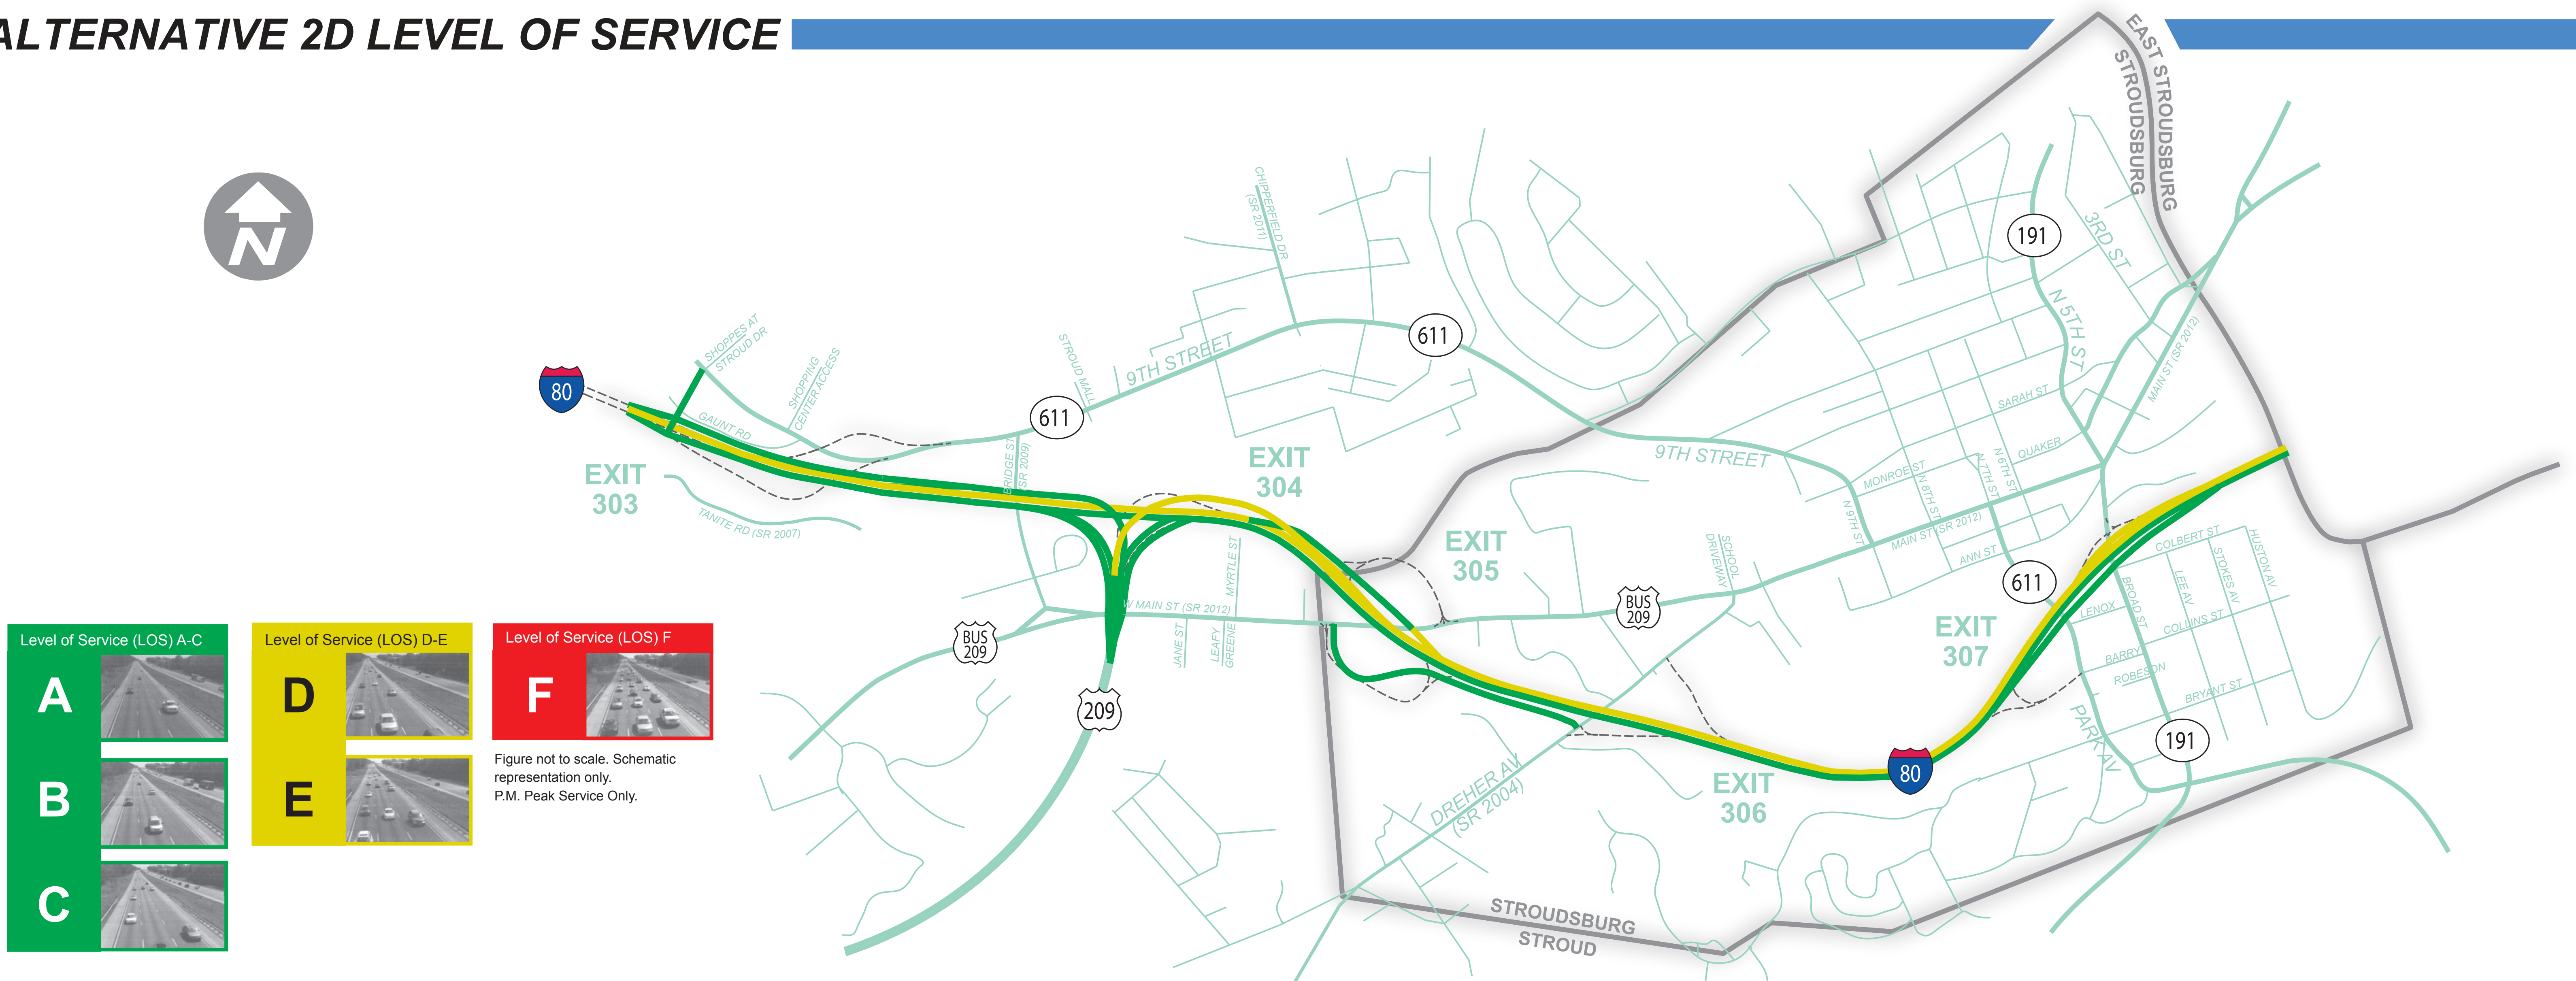 ALTERNATIVE 2D LEVEL OF SERVICE
EAST STROUDSBURG
STROUDSBURG
N
CHIPPERFIELD DR
(SR 2011)
191
3RD ST
N 5TH ST
MAIN ST (SR 2012)
SHOPPES AT
STROUD DR
SHOPPING
CENTER ACCESS
STROUD MALL
9TH STREET
611
611
80
GAUNT RD
BRIDGE ST
(SR 2009)
EXIT
303
TANITE RD (SR 2007)
EXIT
304
9TH STREET
SARAH ST
QUAKER
MONROE ST
N 6TH ST
N 7TH ST
N 8TH ST
N 9TH ST
MAIN ST (SR 2012)
ANN ST
EXIT
305
SCHOOL
DRIVEWAY
BUS
209
611
COLBERT ST
HUSTON AV
STOKES AV
LEE AV
BROAD ST
LENOX
COLLINS ST
BARRY
ROBESON
BRYANT ST
EXIT
307
MYRTLE ST
W MAIN ST (SR 2012)
JANE ST
LEAFY
GREENE
BUS
209
209
PARK AV
191
80
EXIT
306
DREHER AV
(SR 2004)
STROUDSBURG
STROUD
Level of Service (LOS) A-C
A
B
C
Level of Service (LOS) D-E
D
E
Level of Service (LOS) F
F
Figure not to scale. Schematic
representation only.
P.M. Peak Service Only.